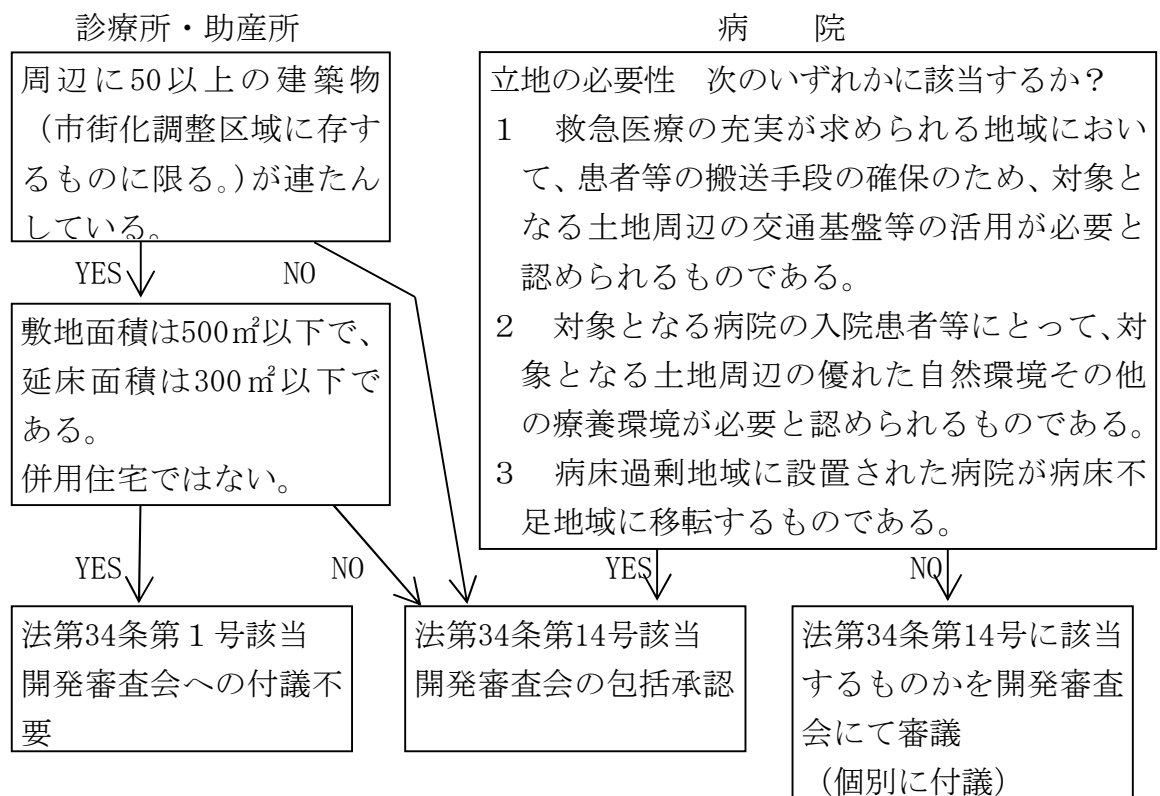 診療所・助産所
周辺に50以上の建築物
（市街化調整区域に存す
るものに限る。）が連たん
している。
YES
NO
敷地面積は500㎡以下で、
延床面積は300㎡以下で
ある。
併用住宅ではない。
YES
NO
法第34条第１号該当
開発審査会への付議不
要
病　院
立地の必要性　次のいずれかに該当するか？
１　救急医療の充実が求められる地域におい
て、患者等の搬送手段の確保のため、対象と
なる土地周辺の交通基盤等の活用が必要と
認められるものである。
２　対象となる病院の入院患者等にとって、対
象となる土地周辺の優れた自然環境その他
の療養環境が必要と認められるものである。
３　病床過剰地域に設置された病院が病床不
足地域に移転するものである。
YES
NO
法第34条第14号該当
開発審査会の包括承認
法第34条第14号に該当
するものかを開発審査
会にて審議
（個別に付議）